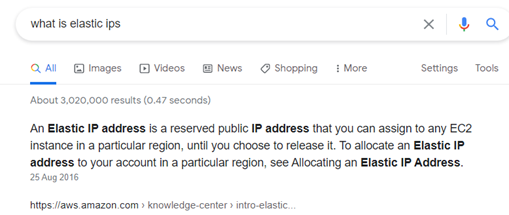 what is elastic ips
All Images Videos News Shopping More Settings Tools
About 3,020,000 results (0.47 seconds)
An Elastic IP address is a reserved public IP address that you can assign to any EC2
instance in a particular region, until you choose to release it. To allocate an Elastic IP
address to your account in a particular region, see Allocating an Elastic IP Address.
25 Aug 2016
https://aws.amazon.com › knowledge-center › intro-elastic...